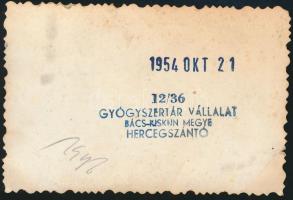 1954 OKT 21
12/36
GYÓGYSZERTÁR VÁLLALAT
BÁCS-KISKUN MEGYE
HERCEGSZÁNTÓ